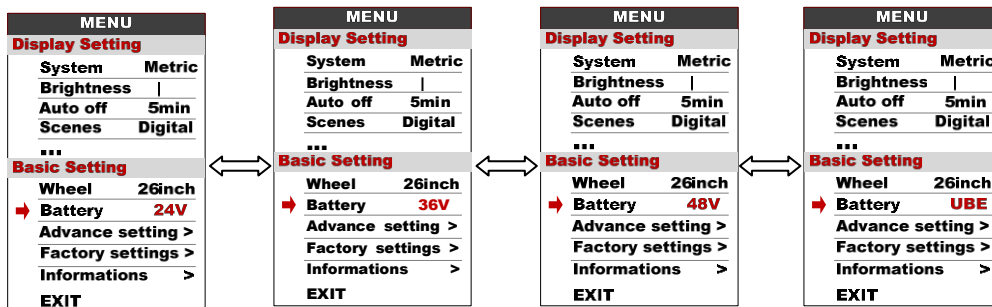 MENU
Display Setting
System Metric
Brightness |
Auto off 5min
Scenes Digital
...
Basic Setting
Wheel 26inch
Battery 24V
Advance setting >
Factory settings >
Informations >
EXIT
MENU
Display Setting
System Metric
Brightness |
Auto off 5min
Scenes Digital
...
Basic Setting
Wheel 26inch
Battery 36V
Advance setting >
Factory settings >
Informations >
EXIT
MENU
Display Setting
System Metric
Brightness |
Auto off 5min
Scenes Digital
...
Basic Setting
Wheel 26inch
Battery 48V
Advance setting >
Factory settings >
Informations >
EXIT
MENU
Display Setting
System Metric
Brightness |
Auto off 5min
Scenes Digital
...
Basic Setting
Wheel 26inch
Battery UBE
Advance setting >
Factory settings >
Informations >
EXIT